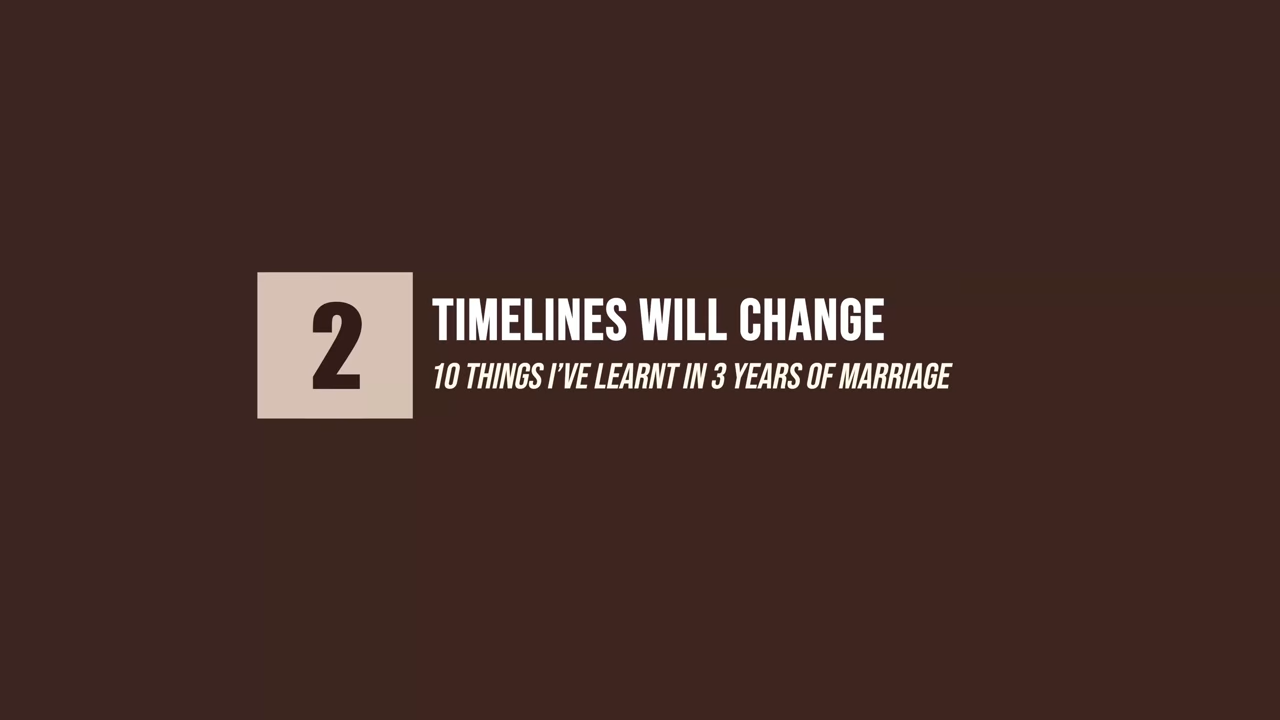 2
TIMELINES WILL CHANGE
10 THINGS I'VE LEARNT IN 3 YEARS OF MARRIAGE